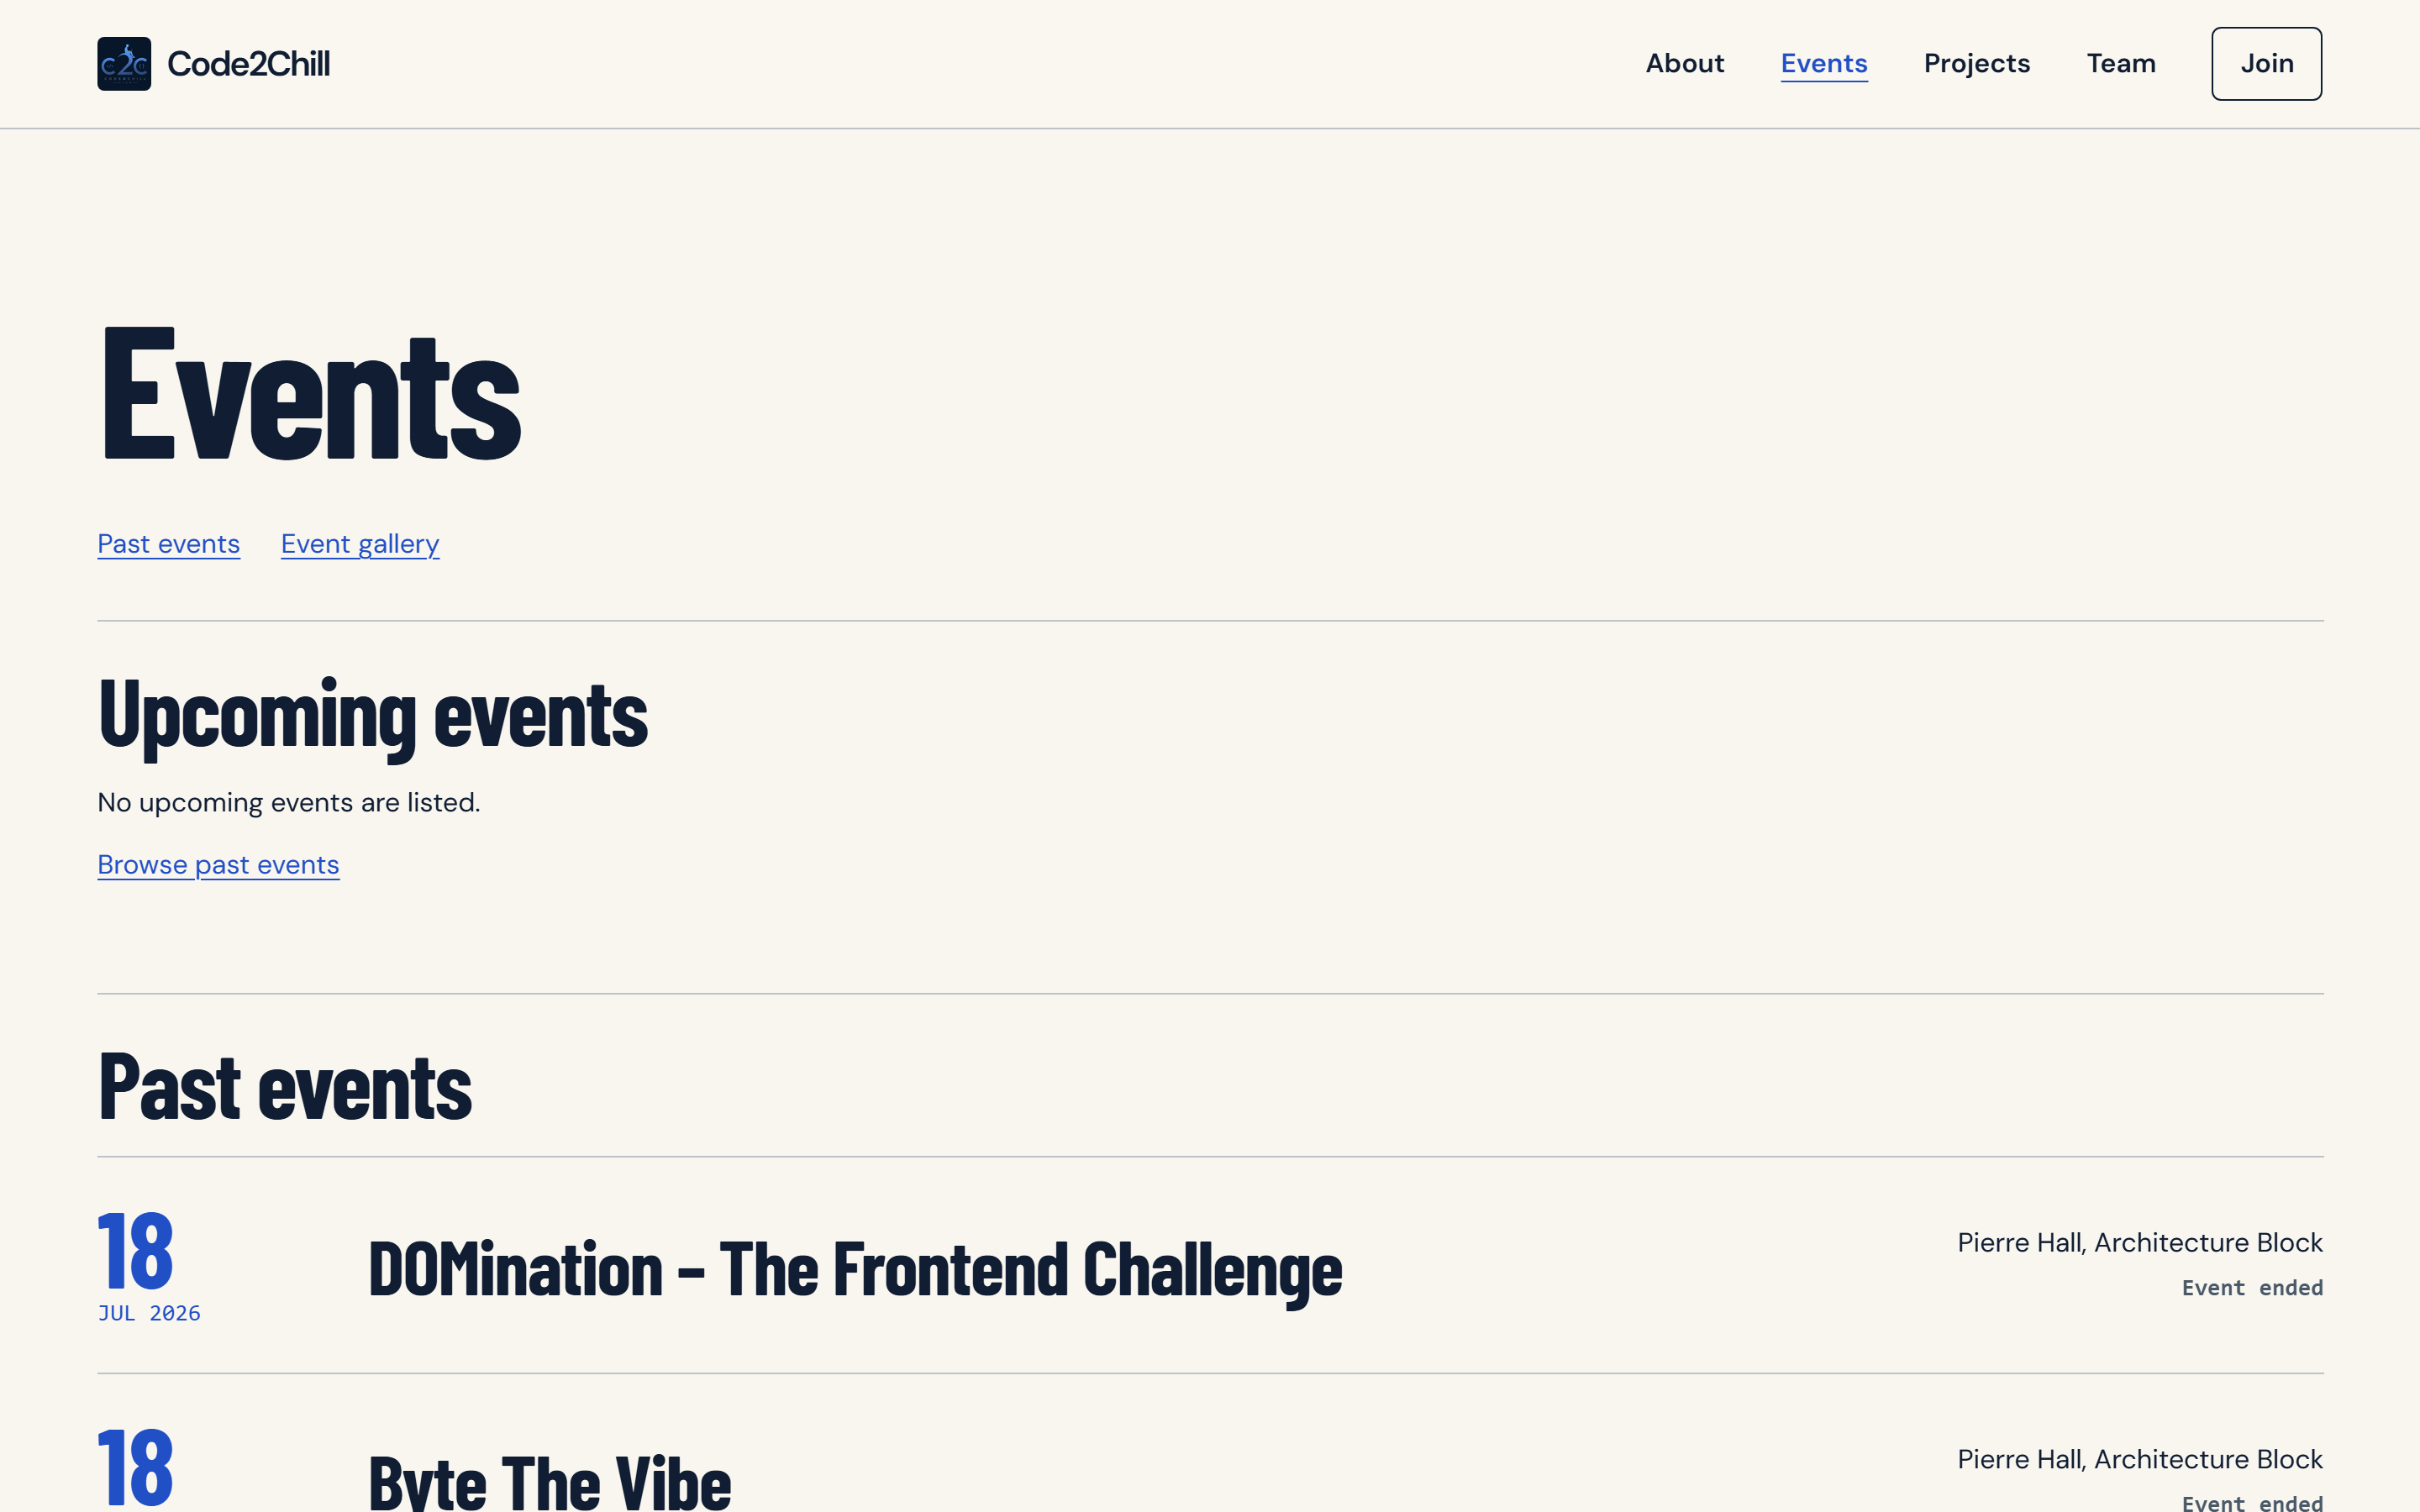 C2C
Code2Chill
About
Events
Projects
Team
Join
Events
Past events
Event gallery
Upcoming events
No upcoming events are listed.
Browse past events
Past events
18
JUL 2026
DOMination – The Frontend Challenge
Pierre Hall, Architecture Block
Event ended
18
Byte The Vibe
Pierre Hall, Architecture Block
Event ended